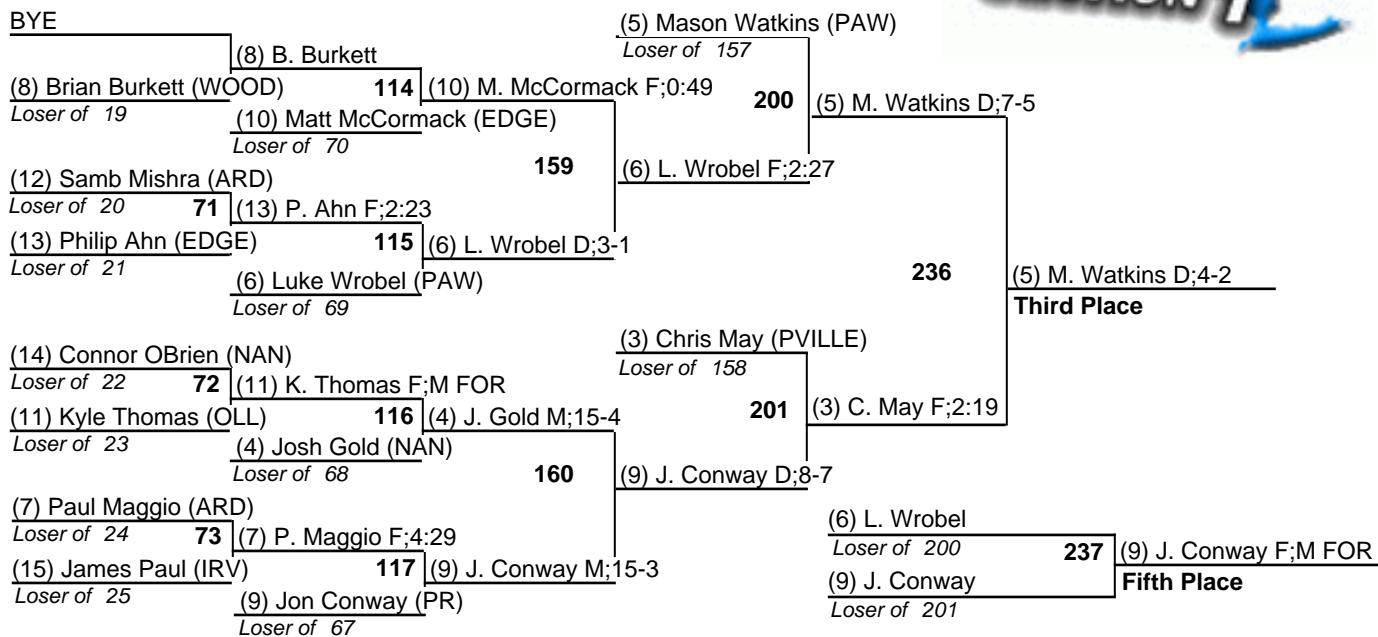 BYE
(8) B. Burkett
(8) Brian Burkett (WOOD)
Loser of 19
114
(10) M. McCormack F;0:49
(10) Matt McCormack (EDGE)
Loser of 70
159
(12) Samb Mishra (ARD)
Loser of 20
71
(13) P. Ahn F;2:23
(13) Philip Ahn (EDGE)
Loser of 21
115
(6) L. Wrobel D;3-1
(6) Luke Wrobel (PAW)
Loser of 69
(5) Mason Watkins (PAW)
Loser of 157
200
(5) M. Watkins D;7-5
(6) L. Wrobel F;2:27
236
(5) M. Watkins D;4-2
Third Place
(14) Connor OBrien (NAN)
Loser of 22
72
(11) K. Thomas F;M FOR
(11) Kyle Thomas (OLL)
Loser of 23
116
(4) J. Gold M;15-4
(4) Josh Gold (NAN)
Loser of 68
160
(7) Paul Maggio (ARD)
Loser of 24
73
(7) P. Maggio F;4:29
(15) James Paul (IRV)
Loser of 25
117
(9) J. Conway M;15-3
(9) Jon Conway (PR)
Loser of 67
(3) Chris May (PVILLE)
Loser of 158
201
(3) C. May F;2:19
(9) J. Conway D;8-7
(6) L. Wrobel
Loser of 200
237
(9) J. Conway F;M FOR
Fifth Place
(9) J. Conway
Loser of 201